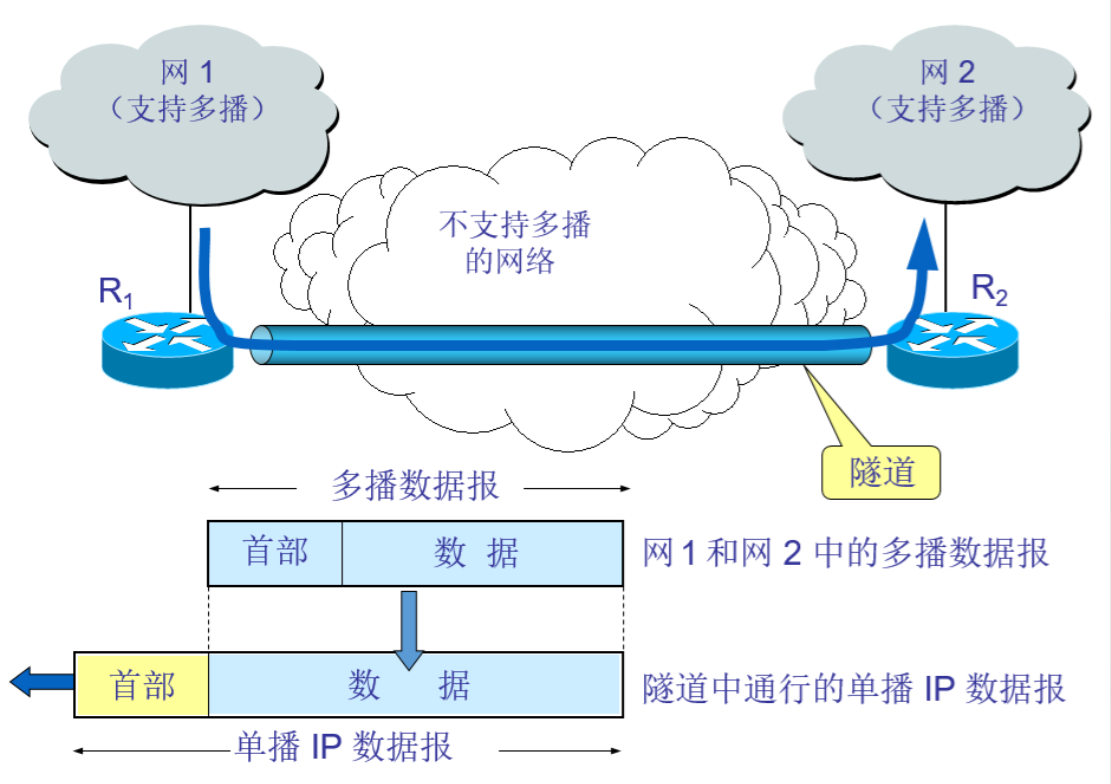 网 1
（支持多播）
网 2
（支持多播）
不支持多播
的网络
R1
R2
隧道
多播数据报
首部
数 据
网 1 和网 2 中的多播数据报
首部
数 据
隧道中通行的单播 IP 数据报
单播 IP 数据报